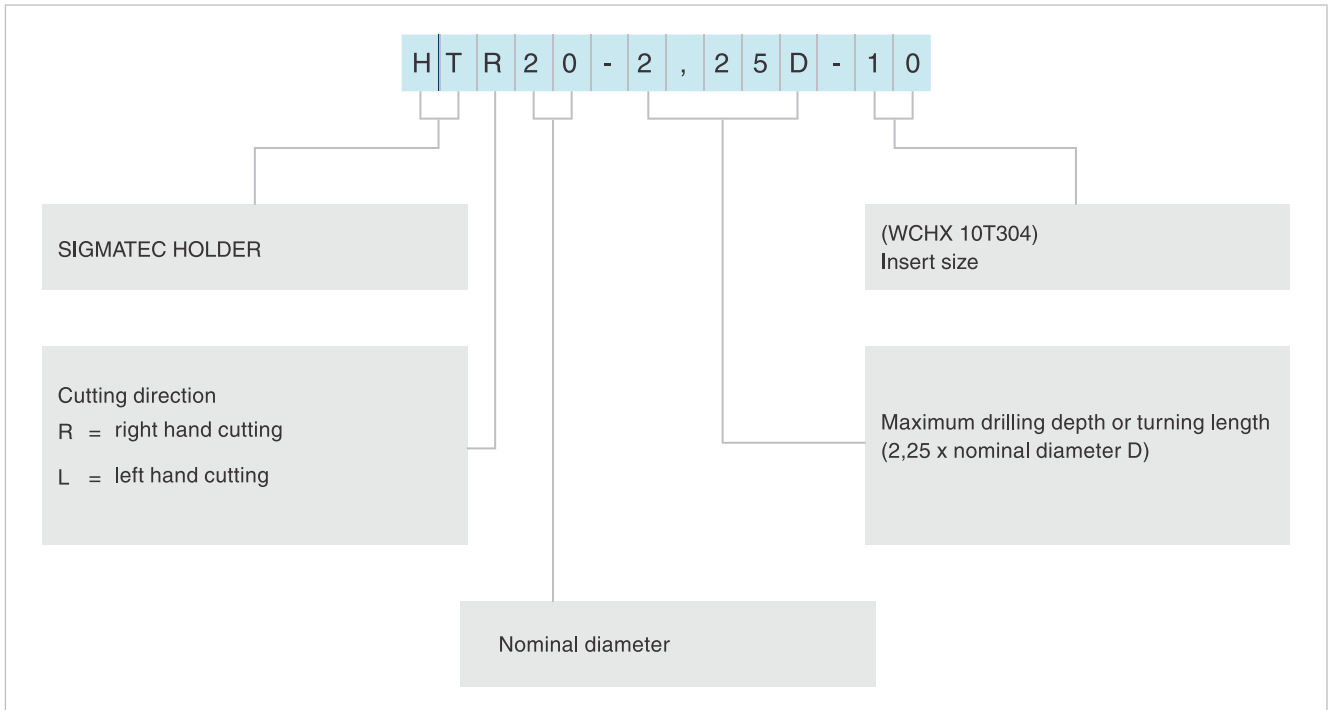 HTR20-2,25D-10
SIGMATEC HOLDER
(WCHX 10T304)
Insert size
Cutting direction
R = right hand cutting
L = left hand cutting
Maximum drilling depth or turning length
(2,25 x nominal diameter D)
Nominal diameter